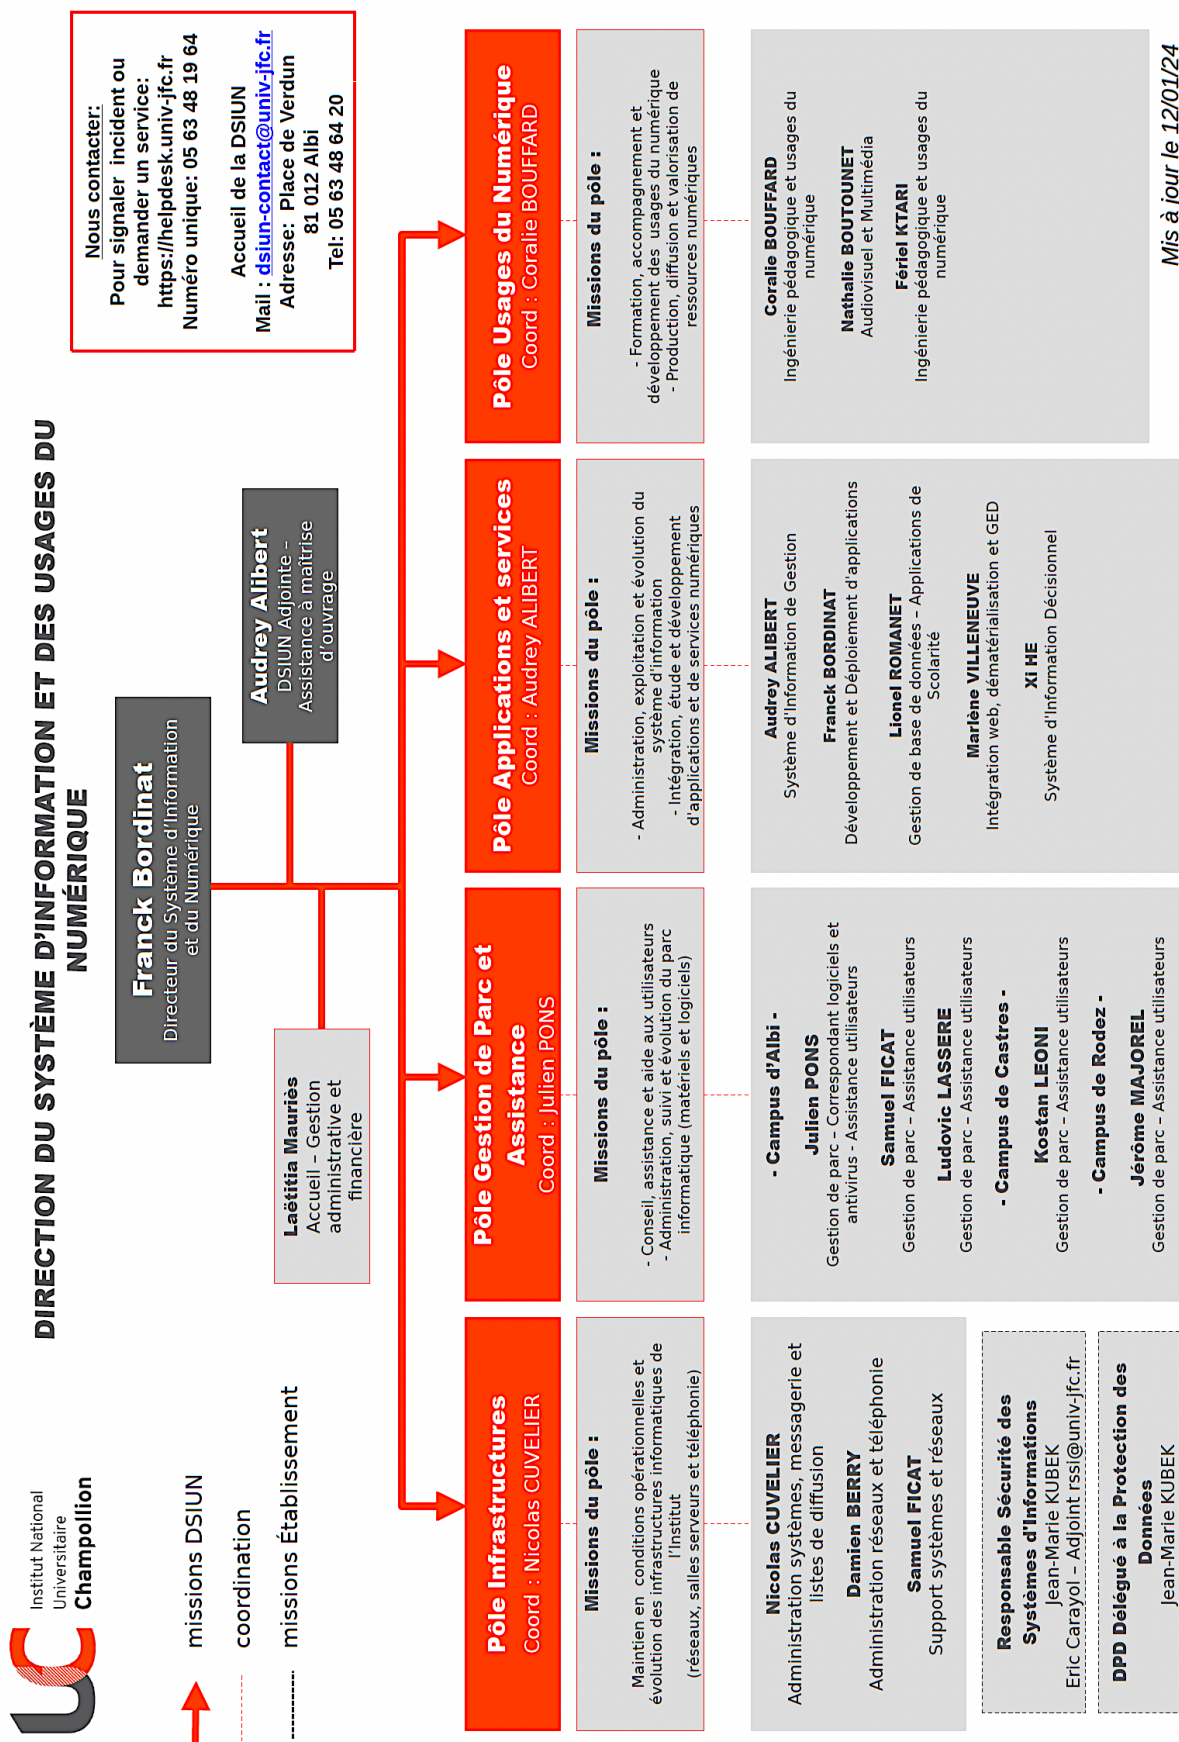 Institut National
Universitaire
Champollion
DIRECTION DU SYSTÈME D'INFORMATION ET DES USAGES DU
NUMÉRIQUE
Nous contacter:
Pour signaler incident ou
demander un service:
https://helpdesk.univ-jfc.fr
Numéro unique: 05 63 48 19 64
Accueil de la DSIUN
Mail : dsiun-contact@univ-jfc.fr
Adresse: Place de Verdun
81 012 Albi
Tel: 05 63 48 64 20
missions DSIUN
coordination
missions Établissement
Franck Bordinat
Directeur du Système d'Information
et du Numérique
Audrey Alibert
DSIUN Adjointe –
Assistance à maîtrise
d'ouvrage
Laëtitia Mauriès
Accueil – Gestion
administrative et
financière
Pôle Infrastructures
Coord : Nicolas CUVELIER
Missions du pôle :
Maintien en conditions opérationnelles et
évolution des infrastructures informatiques de
l'Institut
(réseaux, salles serveurs et téléphonie)
Nicolas CUVELIER
Administration systèmes, messagerie et
listes de diffusion
Damien BERRY
Administration réseaux et téléphonie
Samuel FICAT
Support systèmes et réseaux
Responsable Sécurité des
Systèmes d'Informations
Jean-Marie KUBEK
Eric Carayol – Adjoint rssi@univ-jfc.fr
DPD Délégué à la Protection des
Données
Jean-Marie KUBEK
Pôle Gestion de Parc et
Assistance
Coord : Julien PONS
Missions du pôle :
- Conseil, assistance et aide aux utilisateurs
- Administration, suivi et évolution du parc
informatique (matériels et logiciels)
- Campus d'Albi -
Julien PONS
Gestion de parc – Correspondant logiciels et
antivirus - Assistance utilisateurs
Samuel FICAT
Gestion de parc – Assistance utilisateurs
Ludovic LASSERE
Gestion de parc – Assistance utilisateurs
- Campus de Castres -
Kostan LEONI
Gestion de parc – Assistance utilisateurs
- Campus de Rodez -
Jérôme MAJOREL
Gestion de parc – Assistance utilisateurs
Pôle Applications et services
Coord : Audrey ALIBERT
Missions du pôle :
- Administration, exploitation et évolution du
système d'information
- Intégration, étude et développement
d'applications et de services numériques
Audrey ALIBERT
Système d'Information de Gestion
Franck BORDINAT
Développement et Déploiement d'applications
Lionel ROMANET
Gestion de base de données – Applications de
Scolarité
Marlène VILLENEUVE
Intégration web, dématérialisation et GED
Xi HE
Système d'Information Décisionnel
Pôle Usages du Numérique
Coord : Coralie BOUFFARD
Missions du pôle :
- Formation, accompagnement et
développement des usages du numérique
- Production, diffusion et valorisation de
ressources numériques
Coralie BOUFFARD
Ingénierie pédagogique et usages du
numérique
Nathalie BOUTOUNET
Audiovisuel et Multimédia
Fériel KTARI
Ingénierie pédagogique et usages du
numérique
Mis à jour le 12/01/24